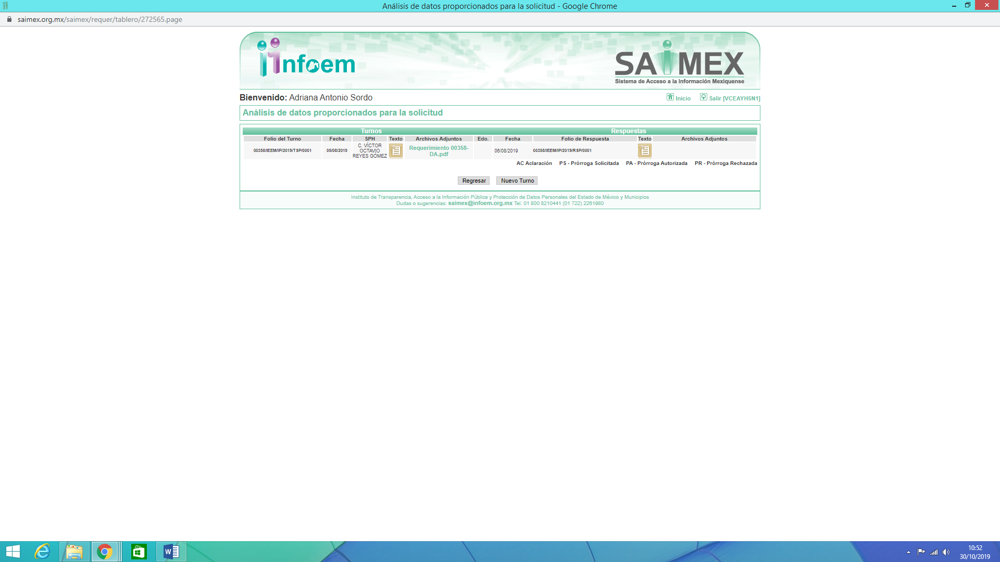 Análisis de datos proporcionados para la solicitud - Google Chrome
saimex.org.mx/saimex/requer/tablero/272565.page
infoem
SAIMEX
Sistema de Acceso a la Información Mexiquense
Bienvenido: Adriana Antonio Sordo
Inicio Salir [VCEAYH5N1]
Análisis de datos proporcionados para la solicitud
Turnos Respuestas
Folio del Turno Fecha SPH Texto Archivos Adjuntos Edo. Fecha Folio de Respuesta Texto Archivos Adjuntos
00358/IEEM/IP/2019/TSP/0001 05/08/2019 C. VÍCTOR OCTAVIO REYES GÓMEZ Requerimiento 00358-DA.pdf 06/08/2019 00358/IEEM/IP/2019/RSP/0001
AC Aclaración PS - Prórroga Solicitada PA - Prórroga Autorizada PR - Prórroga Rechazada
Regresar Nuevo Turno
Instituto de Transparencia, Acceso a la Información Pública y Protección de Datos Personales del Estado de México y Municipios
Dudas o sugerencias: saimex@infoem.org.mx Tel. 01 800 8210441 (01 722) 2261980
10:52
30/10/2019